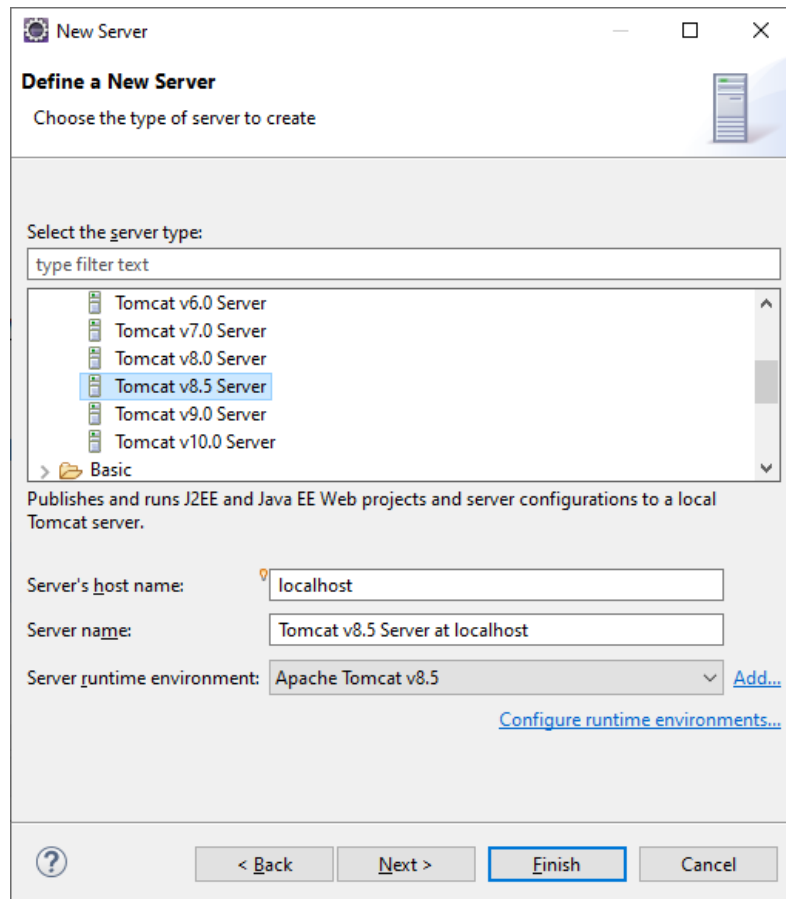 New Server
Define a New Server
Choose the type of server to create
Select the server type:
type filter text
Tomcat v6.0 Server
Tomcat v7.0 Server
Tomcat v8.0 Server
Tomcat v8.5 Server
Tomcat v9.0 Server
Tomcat v10.0 Server
Basic
Publishes and runs J2EE and Java EE Web projects and server configurations to a local
Tomcat server.
Server's host name: localhost
Server name: Tomcat v8.5 Server at localhost
Server runtime environment: Apache Tomcat v8.5 Add...
Configure runtime environments...
? < Back Next > Finish Cancel